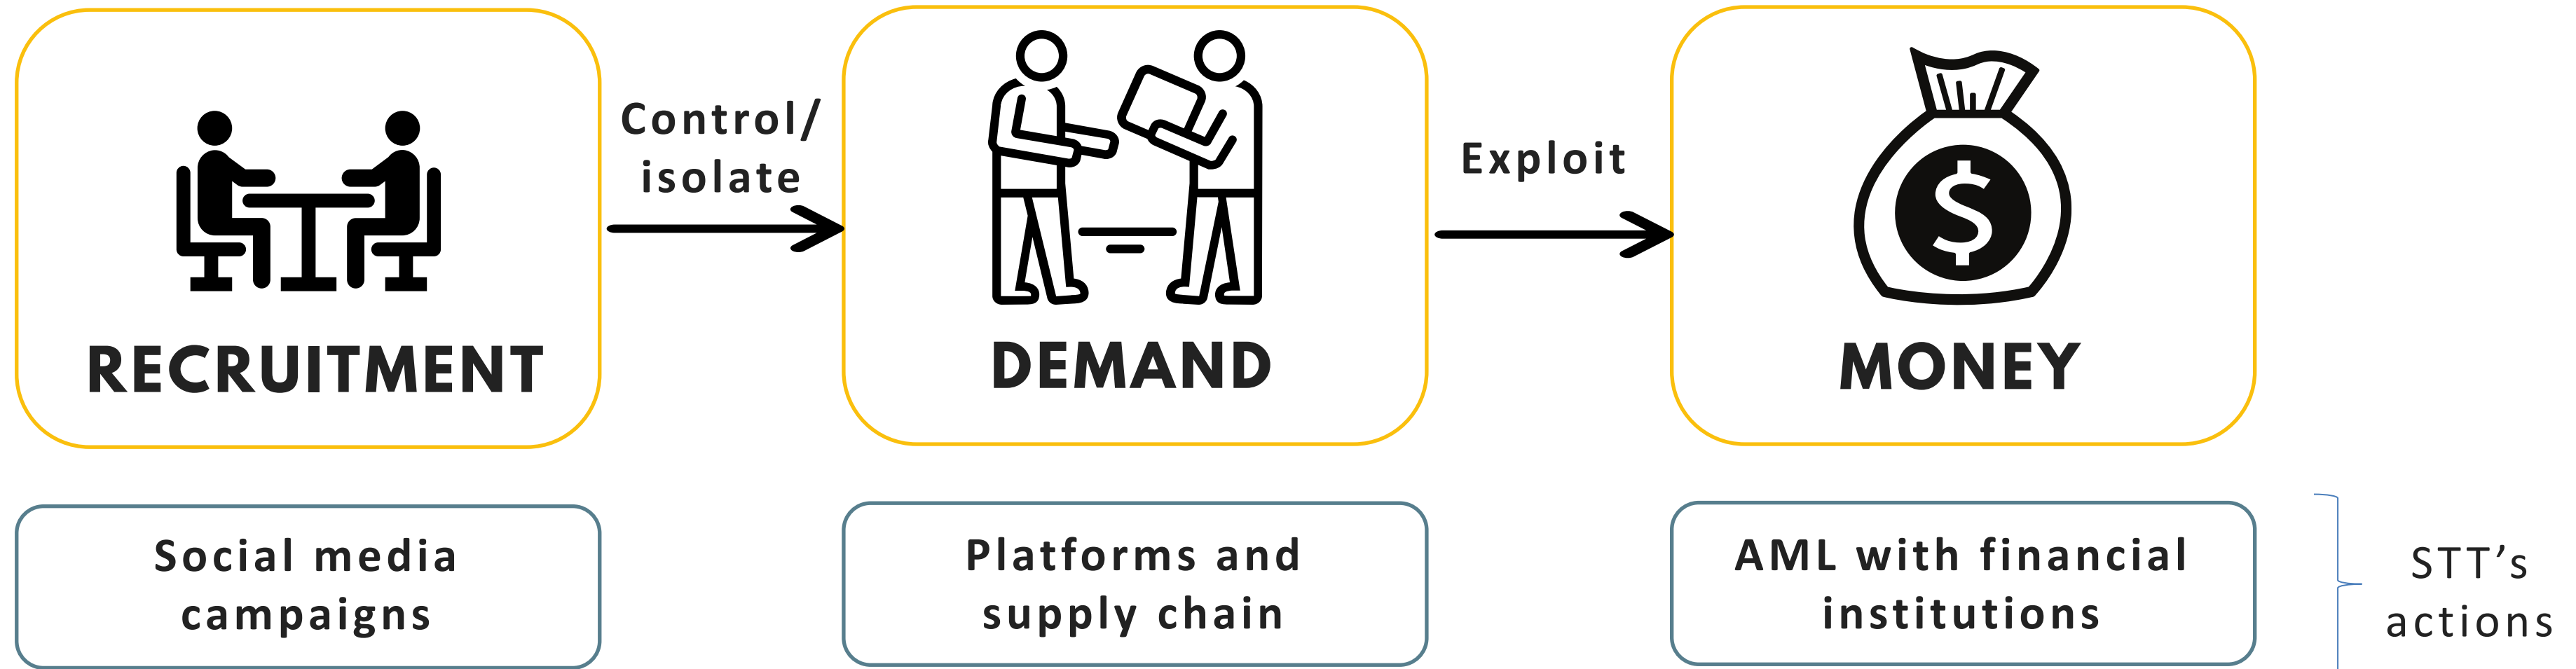 Control/
isolate
Exploit
RECRUITMENT
DEMAND
MONEY
$
Social media
campaigns
Platforms and
supply chain
AML with financial
institutions
STT’s
actions